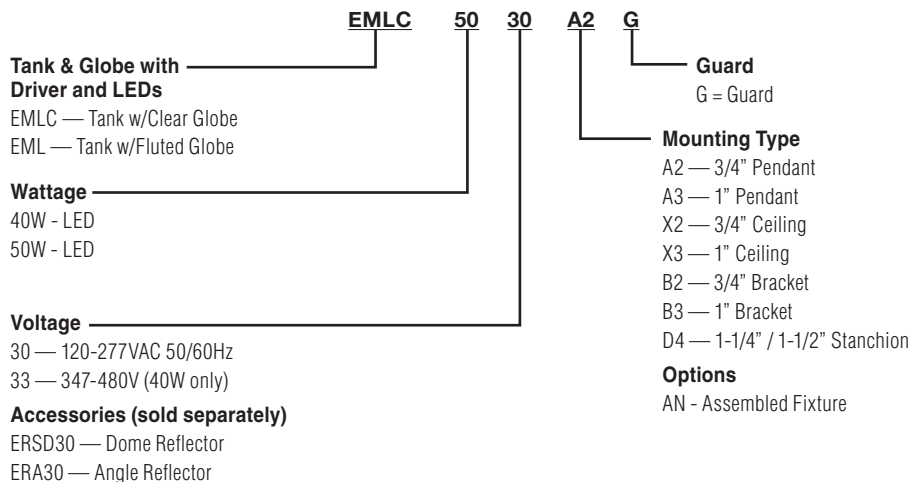 EMLC 50 30 A2 G
Tank & Globe with
Driver and LEDs
EMLC — Tank w/Clear Globe
EML — Tank w/Fluted Globe
Wattage
40W - LED
50W - LED
Voltage
30 — 120-277VAC 50/60Hz
33 — 347-480V (40W only)
Accessories (sold separately)
ERSD30 — Dome Reflector
ERA30 — Angle Reflector
Guard
G = Guard
Mounting Type
A2 — 3/4” Pendant
A3 — 1” Pendant
X2 — 3/4” Ceiling
X3 — 1” Ceiling
B2 — 3/4” Bracket
B3 — 1” Bracket
D4 — 1-1/4” / 1-1/2” Stanchion
Options
AN - Assembled Fixture